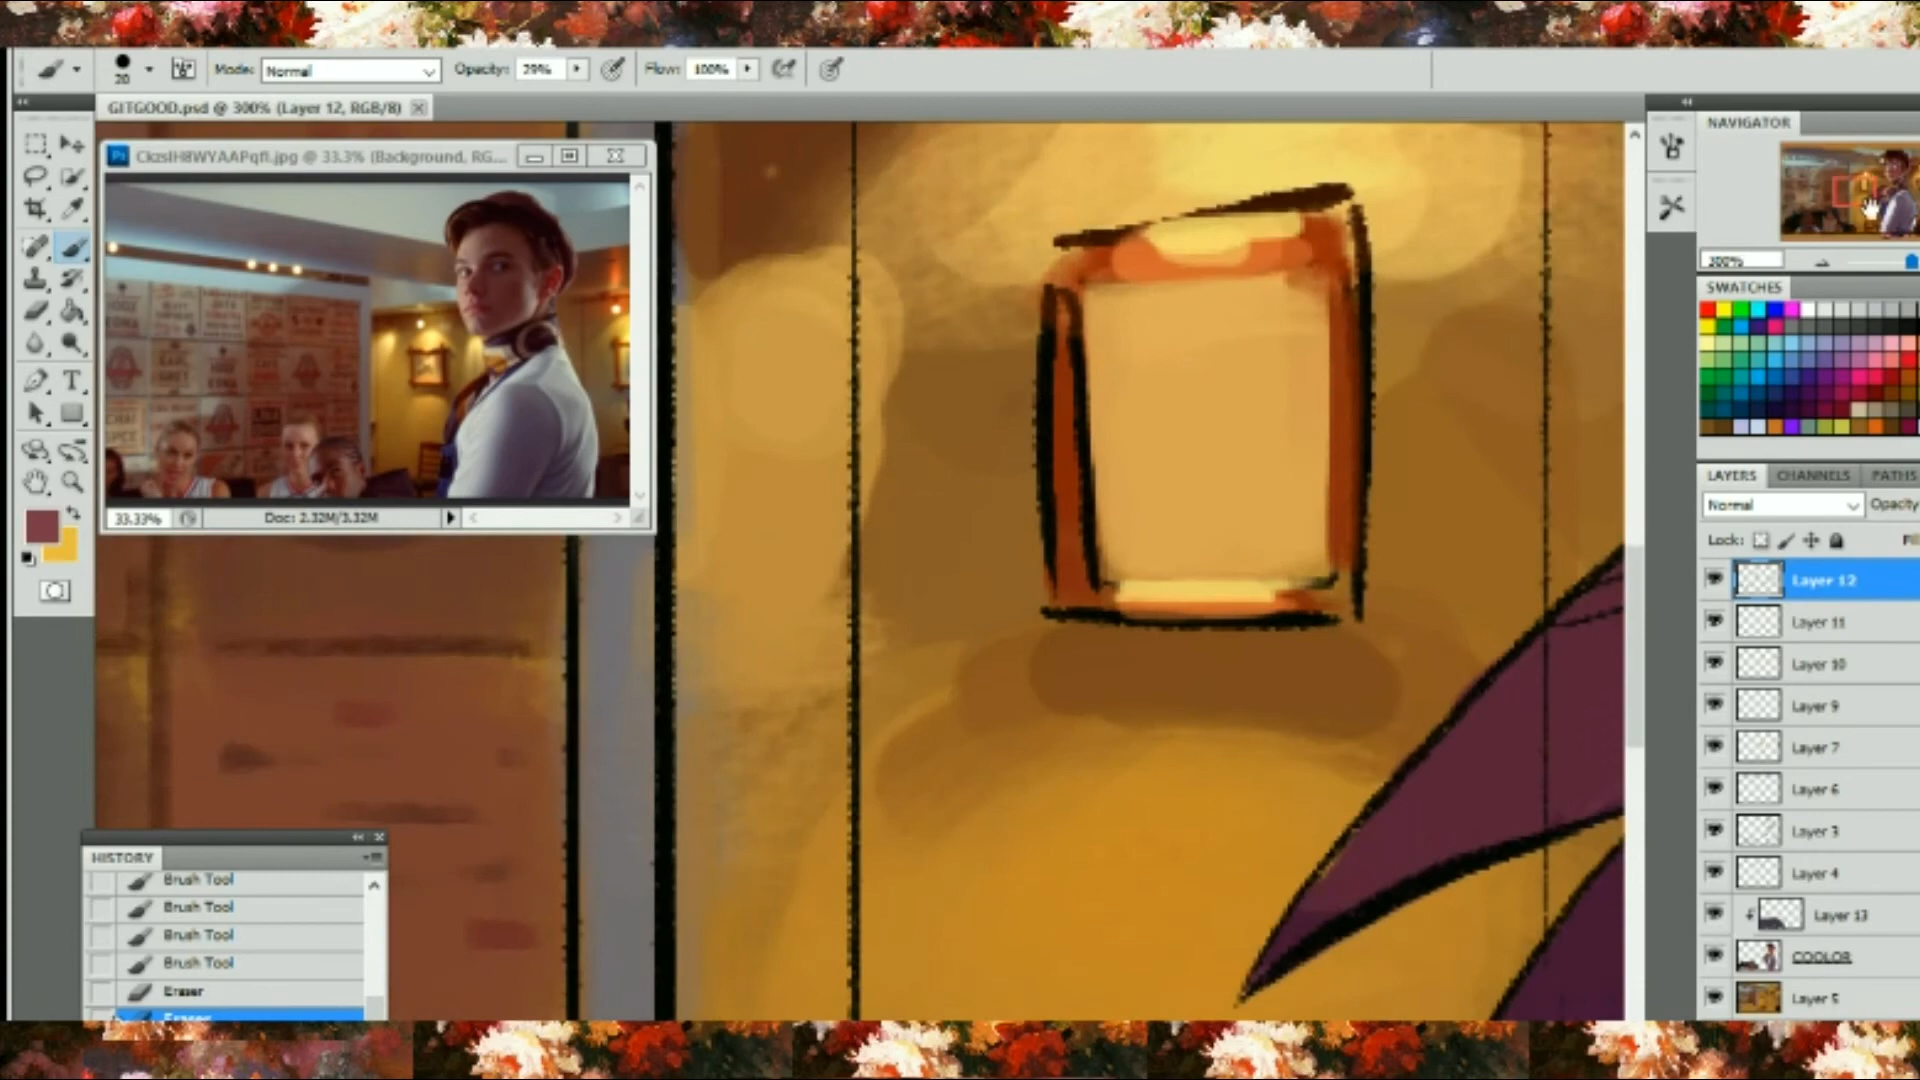 20
Mode: Normal
Opacity: 29%
Flow: 100%
GITGOOD.psd @ 300% (Layer 12, RGB/8)
@ 33.3% (Background, RG...
33.33%
Doc: 2.32M/3.32M
HISTORY
Brush Tool
Brush Tool
Brush Tool
Brush Tool
Eraser
Eraser
NAVIGATOR
300%
SWATCHES
LAYERS
CHANNELS
PATHS
Normal
Opacity
Lock:
Layer 12
Layer 11
Layer 10
Layer 9
Layer 7
Layer 6
Layer 3
Layer 4
Layer 13
COOLOR
Layer 5